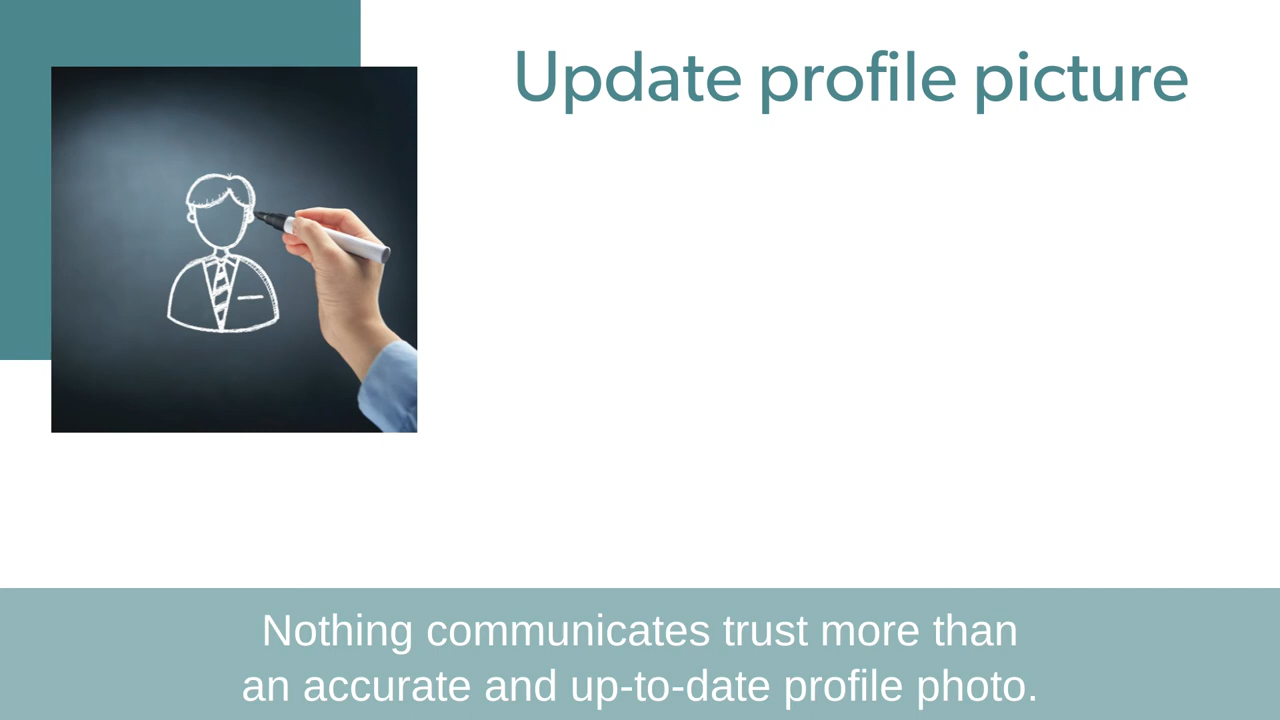 Update profile picture
Nothing communicates trust more than
an accurate and up-to-date profile photo.